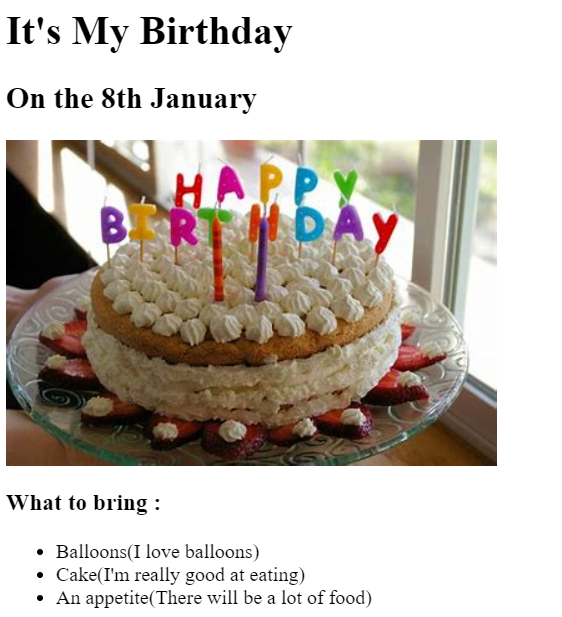 It's My Birthday
On the 8th January
HAPPY
BIRTHDAY
What to bring :
Balloons(I love balloons)
Cake(I'm really good at eating)
An appetite(There will be a lot of food)